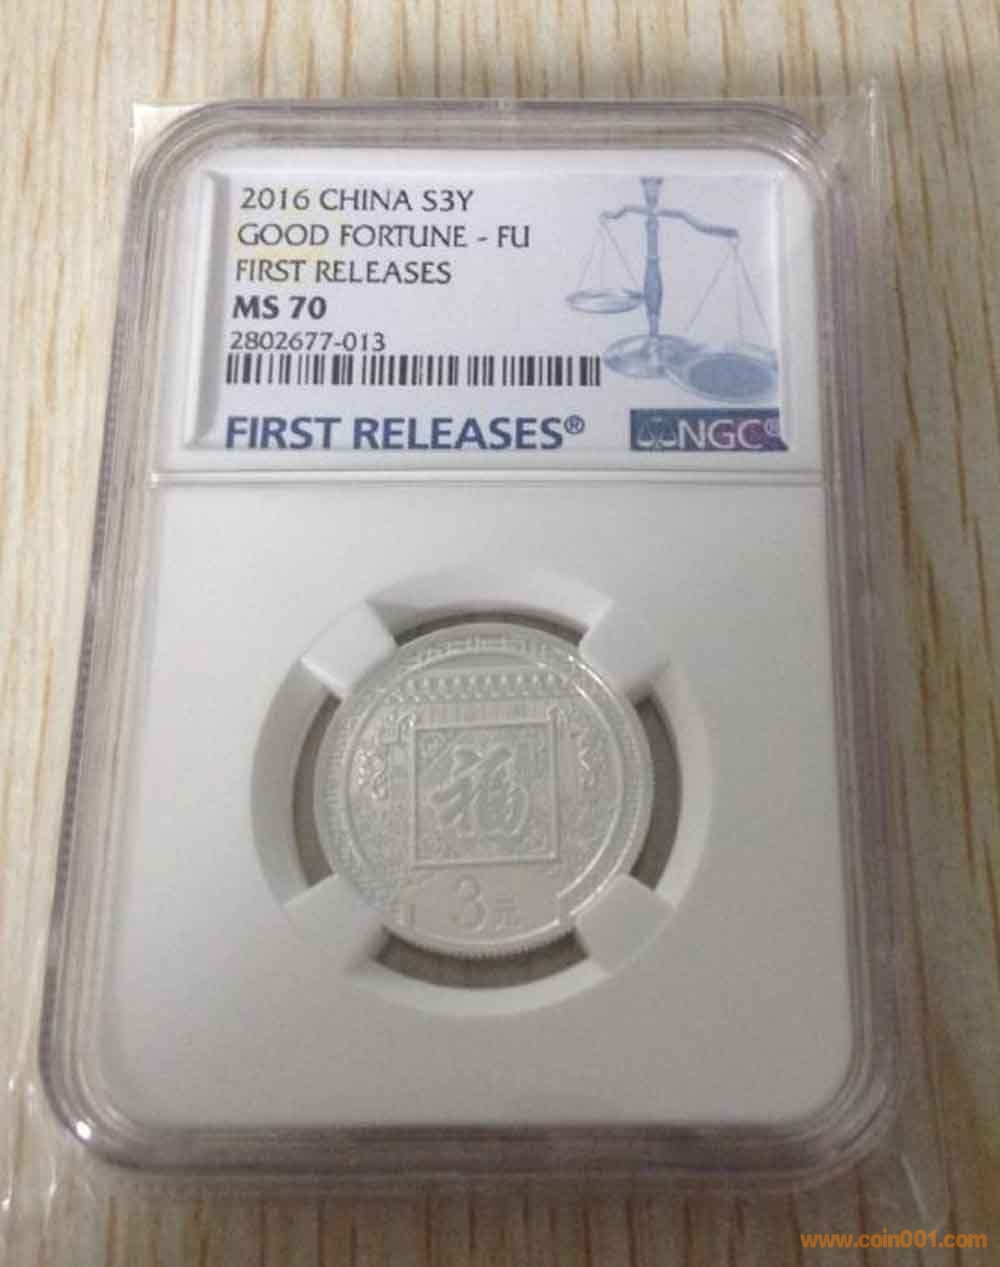 2016 CHINA S3Y
GOOD FORTUNE - FU
FIRST RELEASES
MS 70
2802677-013
FIRST RELEASES®
NGC®
福
3元
www.coin001.com